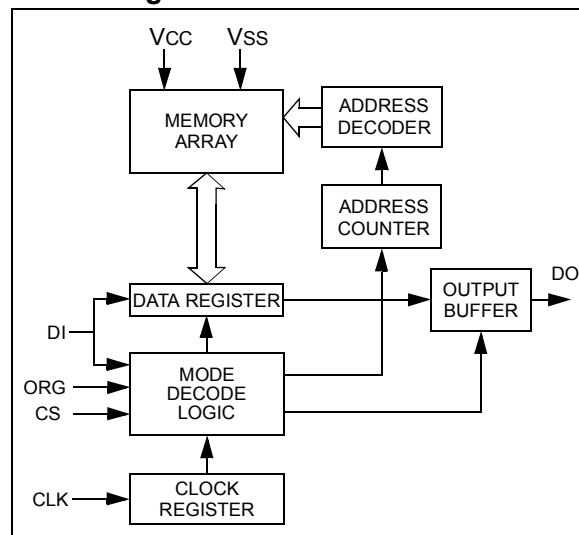 VCC VSS
MEMORY
ARRAY
ADDRESS
DECODER
ADDRESS
COUNTER
DATA REGISTER
OUTPUT
BUFFER
DO
DI
MODE
DECODE
LOGIC
ORG
CS
CLK
CLOCK
REGISTER